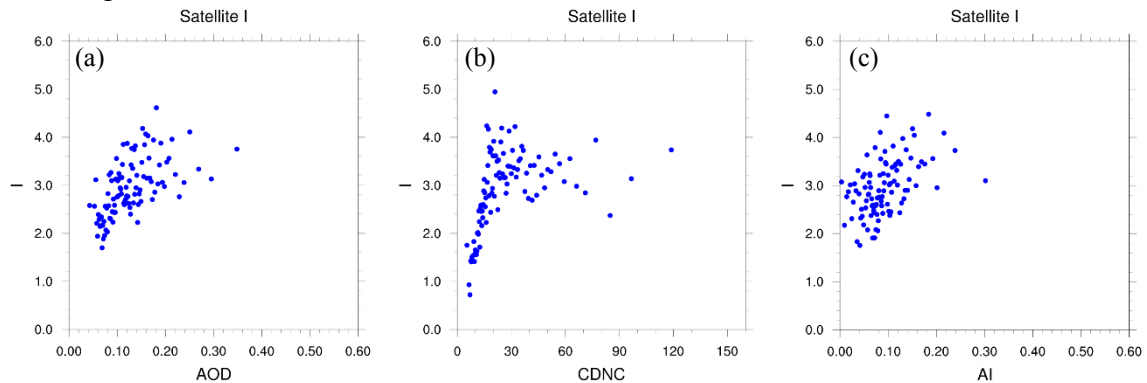 Satellite I Satellite I Satellite I
(a) (b) (c)
6.0 6.0 6.0
5.0 5.0 5.0
4.0 4.0 4.0
I 3.0 I 3.0 I 3.0
2.0 2.0 2.0
1.0 1.0 1.0
0.0 0.0 0.0
0.00 0.10 0.20 0.30 0.40 0.50 0.60 0 30 60 90 120 150 0.00 0.10 0.20 0.30 0.40 0.50 0.60
AOD CDNC AI